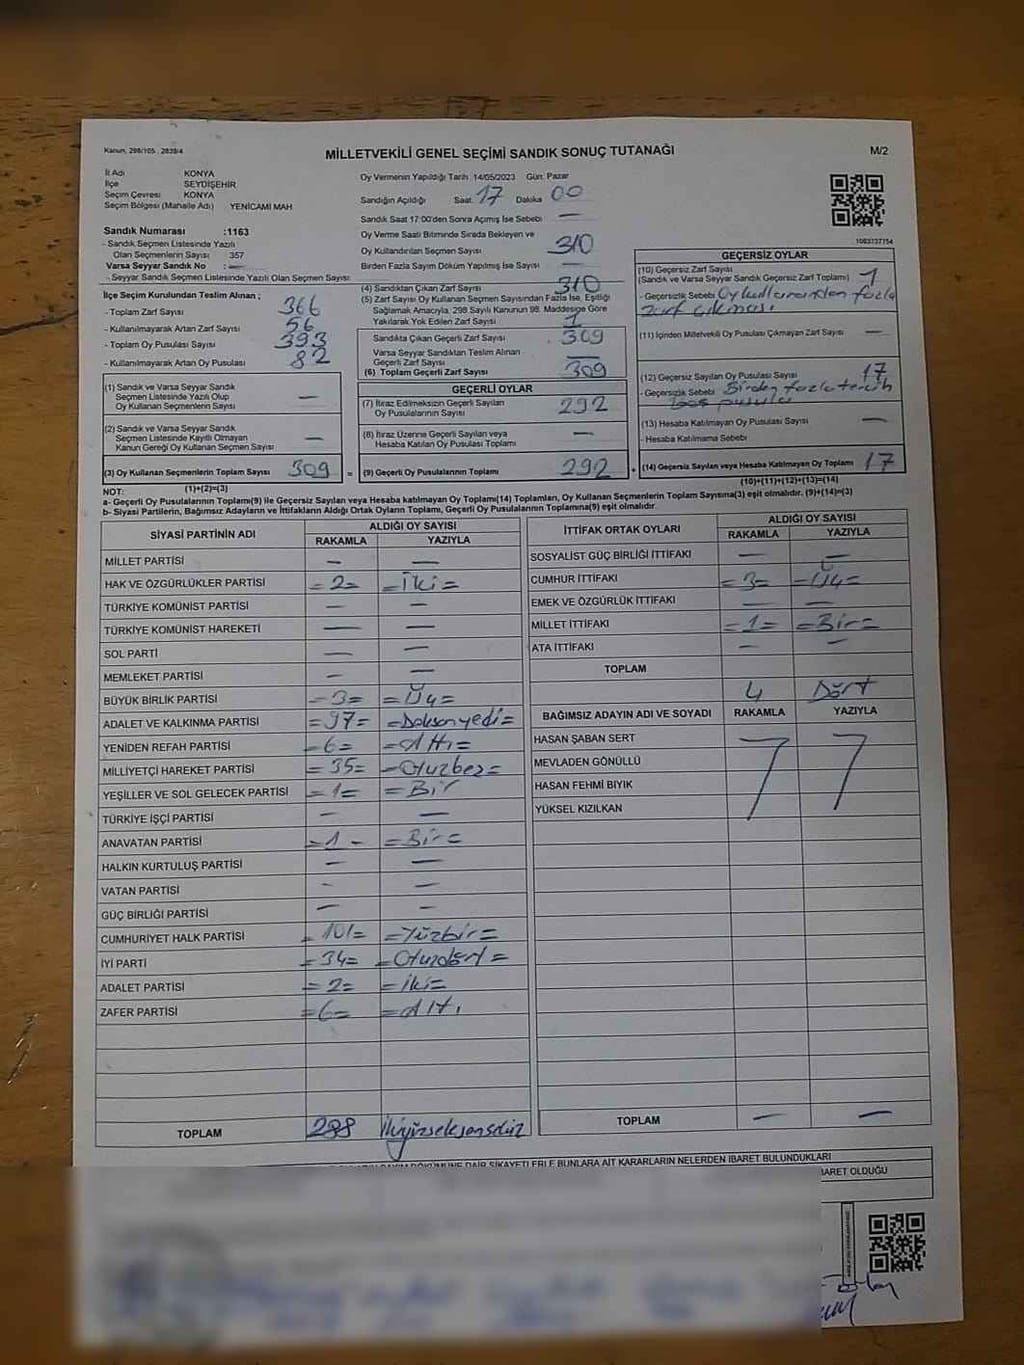 Kanun, 298/105, 2839/4
MİLLETVEKİLİ GENEL SEÇİMİ SANDIK SONUÇ TUTANAĞI
M/2
İl Adı KONYA
İlçe SEYDİŞEHİR
Seçim Çevresi KONYA
Seçim Bölgesi (Mahalle Adı) YENİCAMİ MAH
Sandık Numarası :1163
- Sandık Seçmen Listesinde Yazılı
Olan Seçmenlerin Sayısı 357
Varsa Seyyar Sandık No : —
- Seyyar Sandık Seçmen Listesinde Yazılı Olan Seçmen Sayısı:
İlçe Seçim Kurulundan Teslim Alınan ;
- Toplam Zarf Sayısı 366
- Kullanılmayarak Artan Zarf Sayısı 56
- Toplam Oy Pusulası Sayısı 393
- Kullanılmayarak Artan Oy Pusulası 82
Oy Vermenin Yapıldığı Tarih: 14/05/2023 Gün: Pazar
Sandığın Açıldığı Saat: 17 Dakika 00
Sandık Saat 17:00'den Sonra Açımış İse Sebebi —
Oy Verme Saati Bitiminde Sırada Bekleyen ve
Oy Kullandırılan Seçmen Sayısı 310
Birden Fazla Sayım Döküm Yapılmış İse Sayısı —
(4) Sandıktan Çıkan Zarf Sayısı 310
(5) Zarf Sayısı Oy Kullanan Seçmen Sayısından Fazla İse, Eşitliği
Sağlamak Amacıyla, 298 Sayılı Kanunun 98. Maddesine Göre
Yakılarak Yok Edilen Zarf Sayısı 1
Sandıkta Çıkan Geçerli Zarf Sayısı 309
Varsa Seyyar Sandıktan Teslim Alınan
Geçerli Zarf Sayısı —
(6) Toplam Geçerli Zarf Sayısı 309
1003737754
GEÇERSİZ OYLAR
(10) Geçersiz Zarf Sayısı
(Sandık ve Varsa Seyyar Sandık Geçersiz Zarf Toplamı) 1
- Geçersizlik Sebebi Oy kullanandan fazla
zarf çıkması
(11) İçinden Milletvekili Oy Pusulası Çıkmayan Zarf Sayısı —
(12) Geçersiz Sayılan Oy Pusulası Sayısı 17
- Geçersizlik Sebebi Birden fazla tercih
boş pusula
(13) Hesaba Katılmayan Oy Pusulası Sayısı —
- Hesaba Katılmama Sebebi
(14) Geçersiz Sayılan veya Hesaba Katılmayan Oy Toplamı 17
(10)+(11)+(12)+(13)=(14)
(1) Sandık ve Varsa Seyyar Sandık
Seçmen Listesinde Yazılı Olup
Oy Kullanan Seçmenlerin Sayısı —
(2) Sandık ve Varsa Seyyar Sandık
Seçmen Listesinde Kayıtlı Olmayan
Kanun Gereği Oy Kullanan Seçmen Sayısı —
(3) Oy Kullanan Seçmenlerin Toplam Sayısı 309 =
(1)+(2)=(3)
GEÇERLİ OYLAR
(7) İtiraz Edilmeksizin Geçerli Sayılan
Oy Pusulalarının Sayısı 292
(8) İtiraz Üzerine Geçerli Sayılan veya
Hesaba Katılan Oy Pusulası Toplamı —
(9) Geçerli Oy Pusulalarının Toplamı 292 +
NOT:
a- Geçerli Oy Pusulalarının Toplamı(9) ile Geçersiz Sayılan veya Hesaba katılmayan Oy Toplam(14) Toplamları, Oy Kullanan Seçmenlerin Toplam Sayısına(3) eşit olmalıdır. (9)+(14)=(3)
b- Siyasi Partilerin, Bağımsız Adayların ve İttifakların Aldığı Ortak Oyların Toplamı, Geçerli Oy Pusulalarının Toplamına(9) eşit olmalıdır.
SİYASİ PARTİNİN ADI ALDIĞI OY SAYISI
RAKAMLA YAZIYLA
MİLLET PARTİSİ — —
HAK VE ÖZGÜRLÜKLER PARTİSİ =2= =İki=
TÜRKİYE KOMÜNİST PARTİSİ — —
TÜRKİYE KOMÜNİST HAREKETİ — —
SOL PARTİ — —
MEMLEKET PARTİSİ — —
BÜYÜK BİRLİK PARTİSİ =3= =Üç=
ADALET VE KALKINMA PARTİSİ =97= =Doksanyedi=
YENİDEN REFAH PARTİSİ =6= =Altı=
MİLLİYETÇİ HAREKET PARTİSİ =35= =Otuzbeş=
YEŞİLLER VE SOL GELECEK PARTİSİ =1= =Bir
TÜRKİYE İŞÇİ PARTİSİ — —
ANAVATAN PARTİSİ =1= =Bir=
HALKIN KURTULUŞ PARTİSİ — —
VATAN PARTİSİ — —
GÜÇ BİRLİĞİ PARTİSİ — —
CUMHURİYET HALK PARTİSİ =101= =Yüzbir=
İYİ PARTİ =34= =Otuzdört=
ADALET PARTİSİ =2= =İki=
ZAFER PARTİSİ =6= =Altı
TOPLAM 288 İkiyüzseksensekiz
İTTİFAK ORTAK OYLARI ALDIĞI OY SAYISI
RAKAMLA YAZIYLA
SOSYALİST GÜÇ BİRLİĞİ İTTİFAKI — —
CUMHUR İTTİFAKI =3= =Üç=
EMEK VE ÖZGÜRLÜK İTTİFAKI — —
MİLLET İTTİFAKI =1= =Bir=
ATA İTTİFAKI — —
TOPLAM
4 Dört
BAĞIMSIZ ADAYIN ADI VE SOYADI RAKAMLA YAZIYLA
HASAN ŞABAN SERT
MEVLADEN GÖNÜLLÜ
HASAN FEHMİ BIYIK
YÜKSEL KIZILKAN
TOPLAM — —
DÖKÜMÜNE DAİR ŞİKAYETLERLE BUNLARA AİT KARARLARIN NELERDEN İBARET BULUNDUKLARI
İBARET OLDUĞU